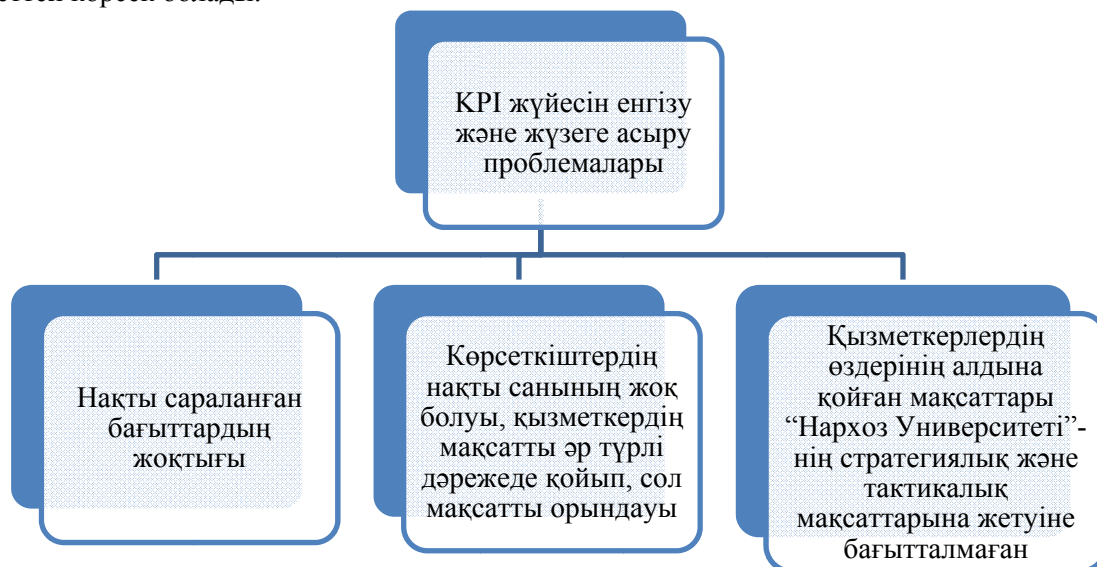 көрсек болады.
KPI жүйесін енгізу
және жүзеге асыру
проблемалары
Нақты сараланған
бағыттардың
жоқтығы
Көрсеткіштердің
нақты санының жоқ
болуы, қызметкердің
мақсатты әр түрлі
дәрежеде қойып, сол
мақсатты орындауы
Қызметкерлердің
өздерінің алдына
қойған мақсаттары
“Нархоз Университеті”-
нің стратегиялық және
тактикалық
мақсаттарына жетуіне
бағытталмаған